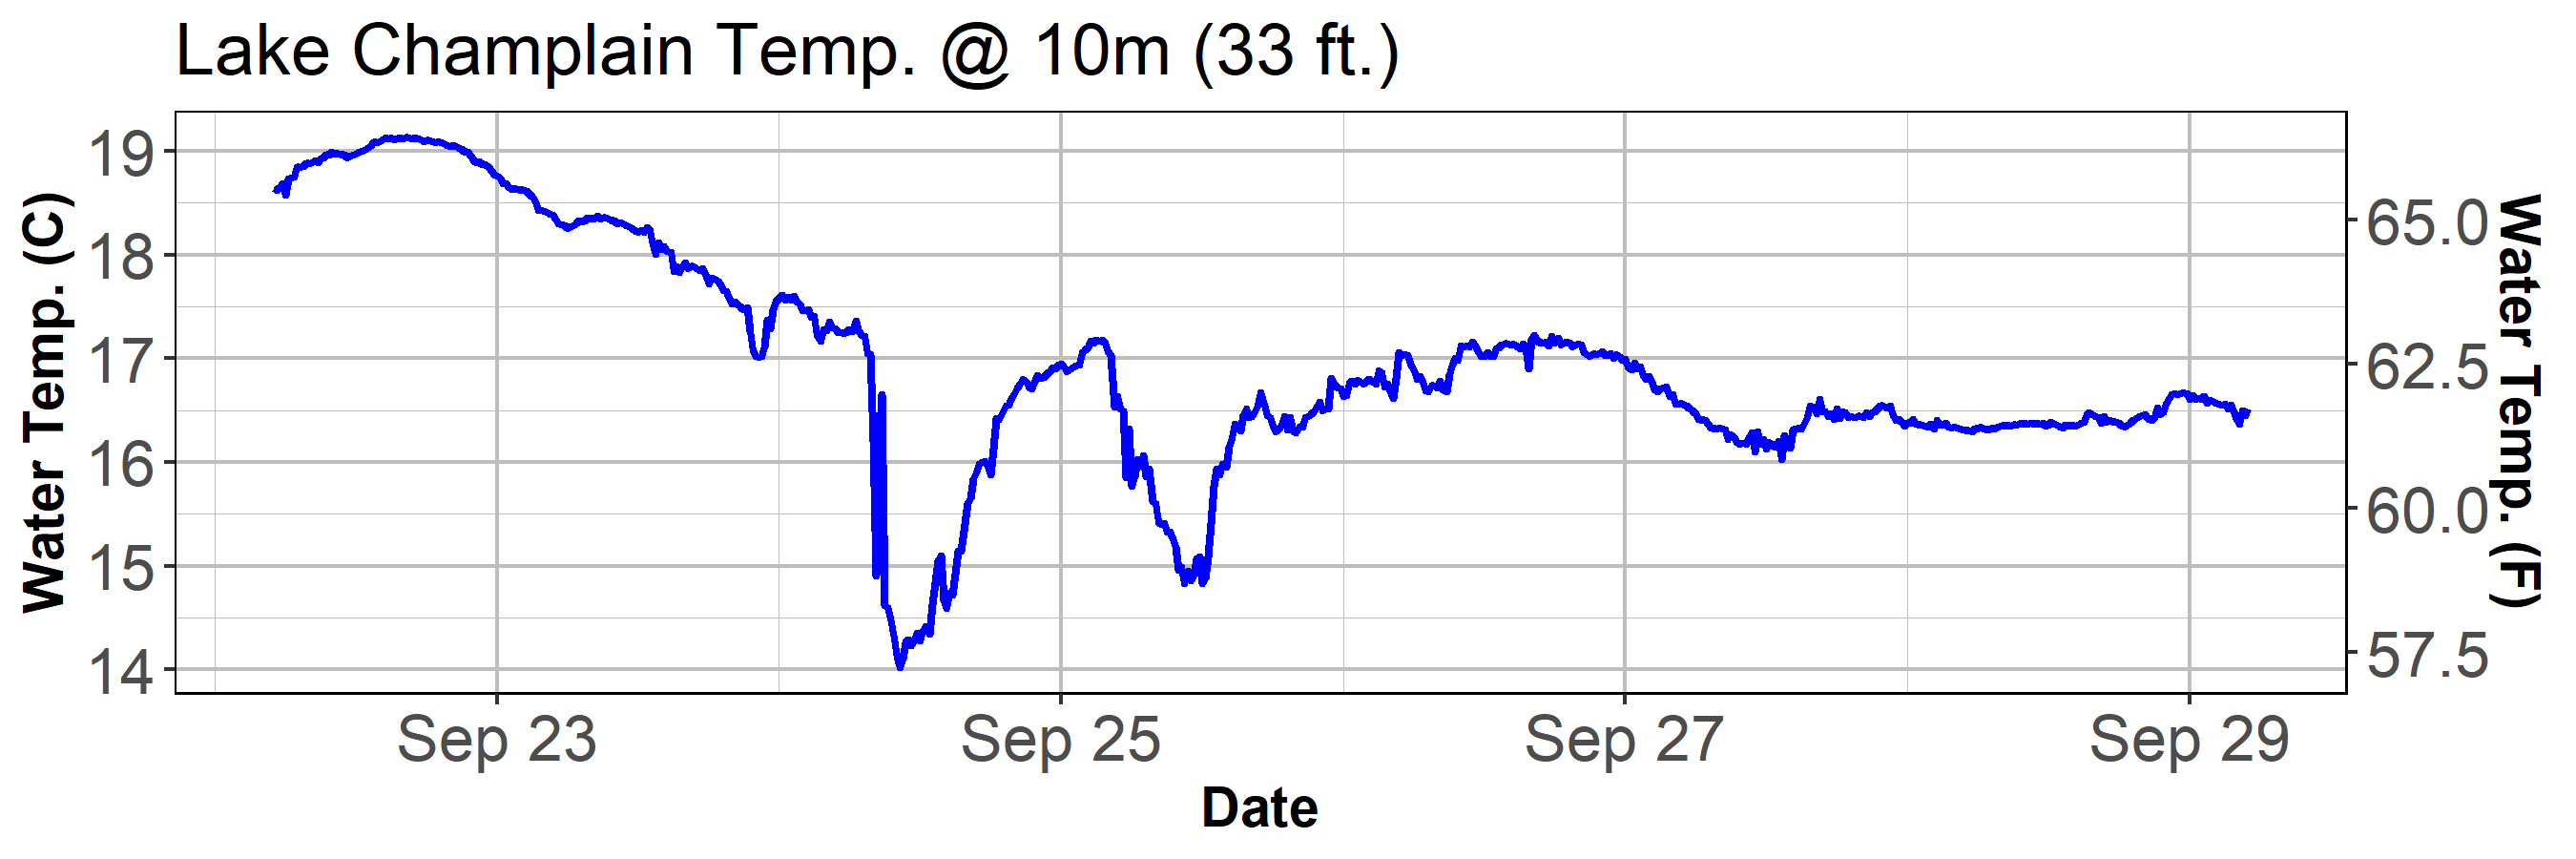 Lake Champlain Temp. @ 10m (33 ft.)
Water Temp. (C)
19
18
17
16
15
14
65.0
62.5
60.0
57.5
Water Temp. (F)
Sep 23
Sep 25
Sep 27
Sep 29
Date